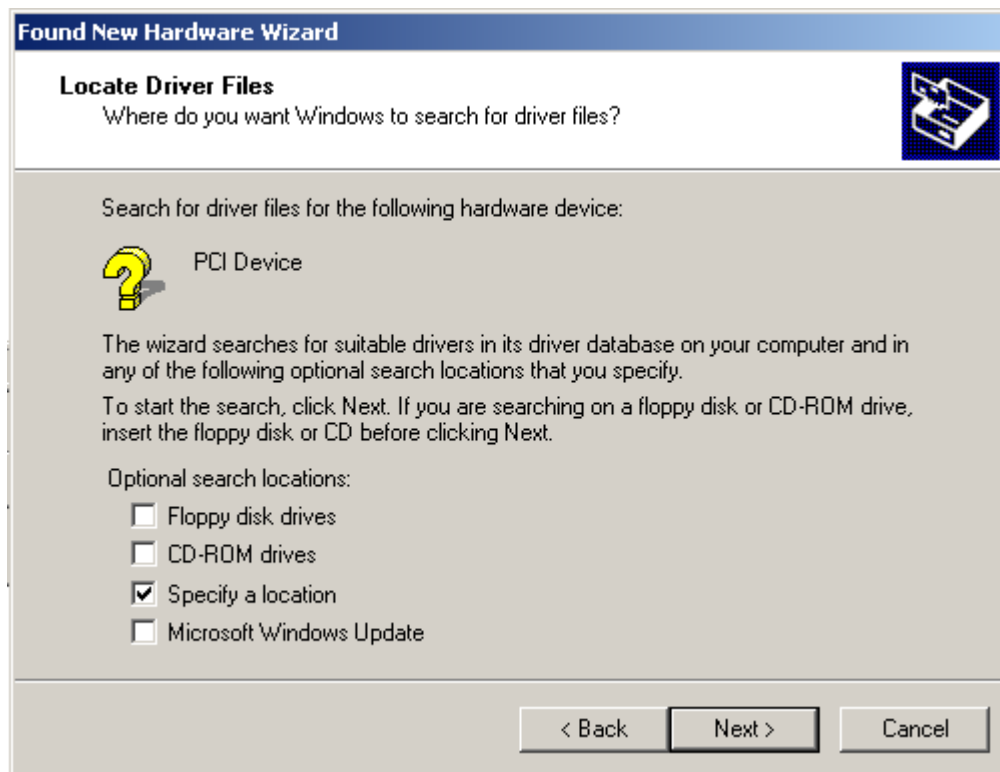 Found New Hardware Wizard
Locate Driver Files
Where do you want Windows to search for driver files?
Search for driver files for the following hardware device:
PCI Device
The wizard searches for suitable drivers in its driver database on your computer and in
any of the following optional search locations that you specify.
To start the search, click Next. If you are searching on a floppy disk or CD-ROM drive,
insert the floppy disk or CD before clicking Next.
Optional search locations:
Floppy disk drives
CD-ROM drives
Specify a location
Microsoft Windows Update
< Back Next > Cancel